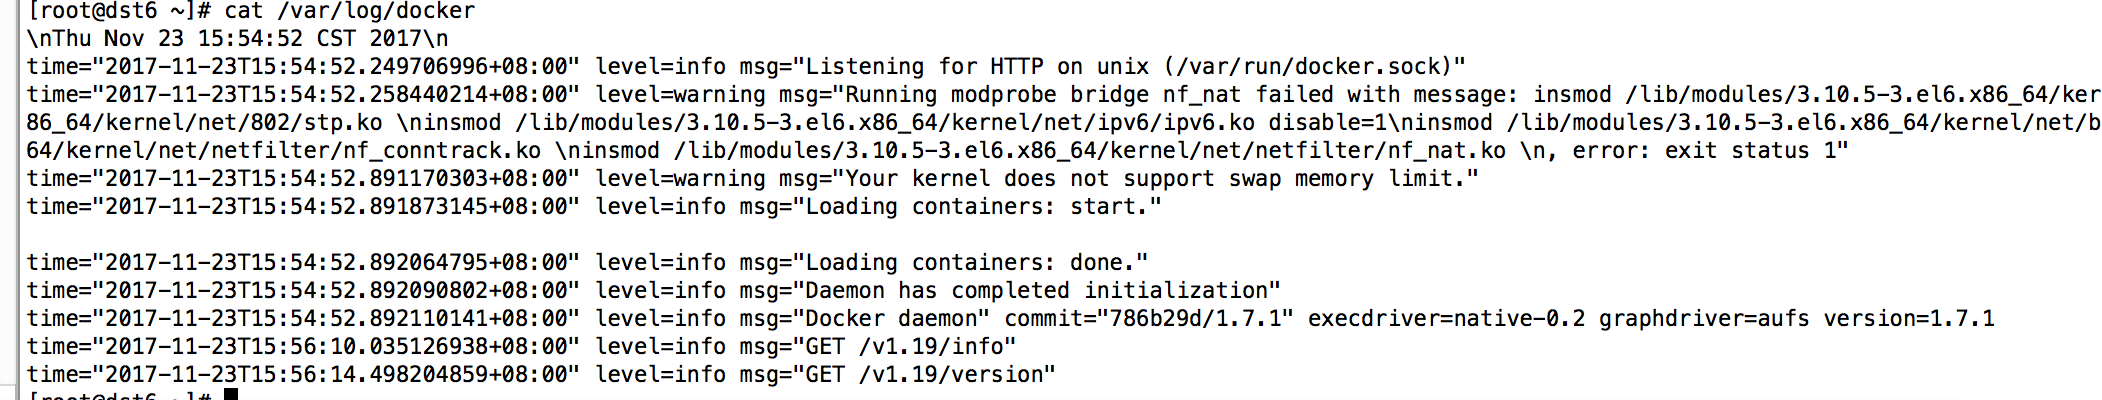 [root@dst6 ~]# cat /var/log/docker
\nThu Nov 23 15:54:52 CST 2017\n
time="2017-11-23T15:54:52.249706996+08:00" level=info msg="Listening for HTTP on unix (/var/run/docker.sock)"
time="2017-11-23T15:54:52.258440214+08:00" level=warning msg="Running modprobe bridge nf_nat failed with message: insmod /lib/modules/3.10.5-3.el6.x86_64/ker
86_64/kernel/net/802/stp.ko \ninsmod /lib/modules/3.10.5-3.el6.x86_64/kernel/net/ipv6/ipv6.ko disable=1\ninsmod /lib/modules/3.10.5-3.el6.x86_64/kernel/net/b
64/kernel/net/netfilter/nf_conntrack.ko \ninsmod /lib/modules/3.10.5-3.el6.x86_64/kernel/net/netfilter/nf_nat.ko \n, error: exit status 1"
time="2017-11-23T15:54:52.891170303+08:00" level=warning msg="Your kernel does not support swap memory limit."
time="2017-11-23T15:54:52.891873145+08:00" level=info msg="Loading containers: start."
time="2017-11-23T15:54:52.892064795+08:00" level=info msg="Loading containers: done."
time="2017-11-23T15:54:52.892090802+08:00" level=info msg="Daemon has completed initialization"
time="2017-11-23T15:54:52.892110141+08:00" level=info msg="Docker daemon" commit="786b29d/1.7.1" execdriver=native-0.2 graphdriver=aufs version=1.7.1
time="2017-11-23T15:56:10.035126938+08:00" level=info msg="GET /v1.19/info"
time="2017-11-23T15:56:14.498204859+08:00" level=info msg="GET /v1.19/version"
[root@dst6 ~]#